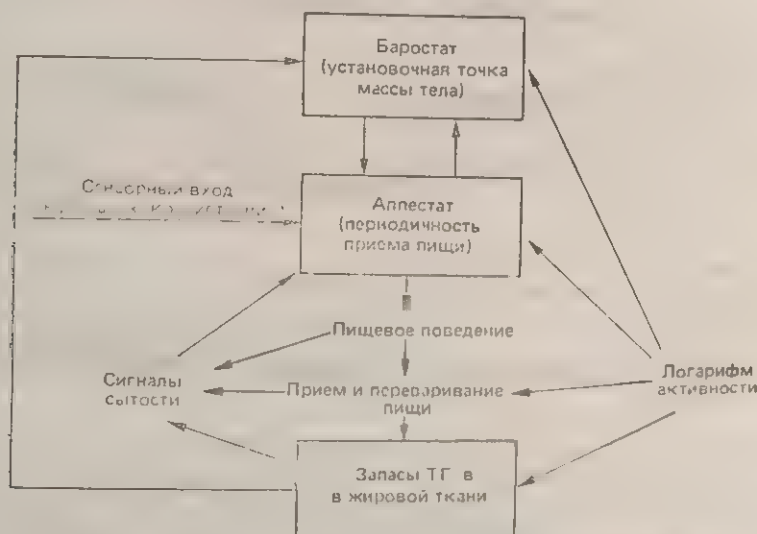 Баростат
(установочная точка
массы тела)
Сенсорный вход
Аппестат
(периодичность
приема пищи)
Пищевое поведение
Сигналы
сытости
Прием и переваривание
пищи
Логарифм
активности
Запасы ТГ в
в жировой ткани